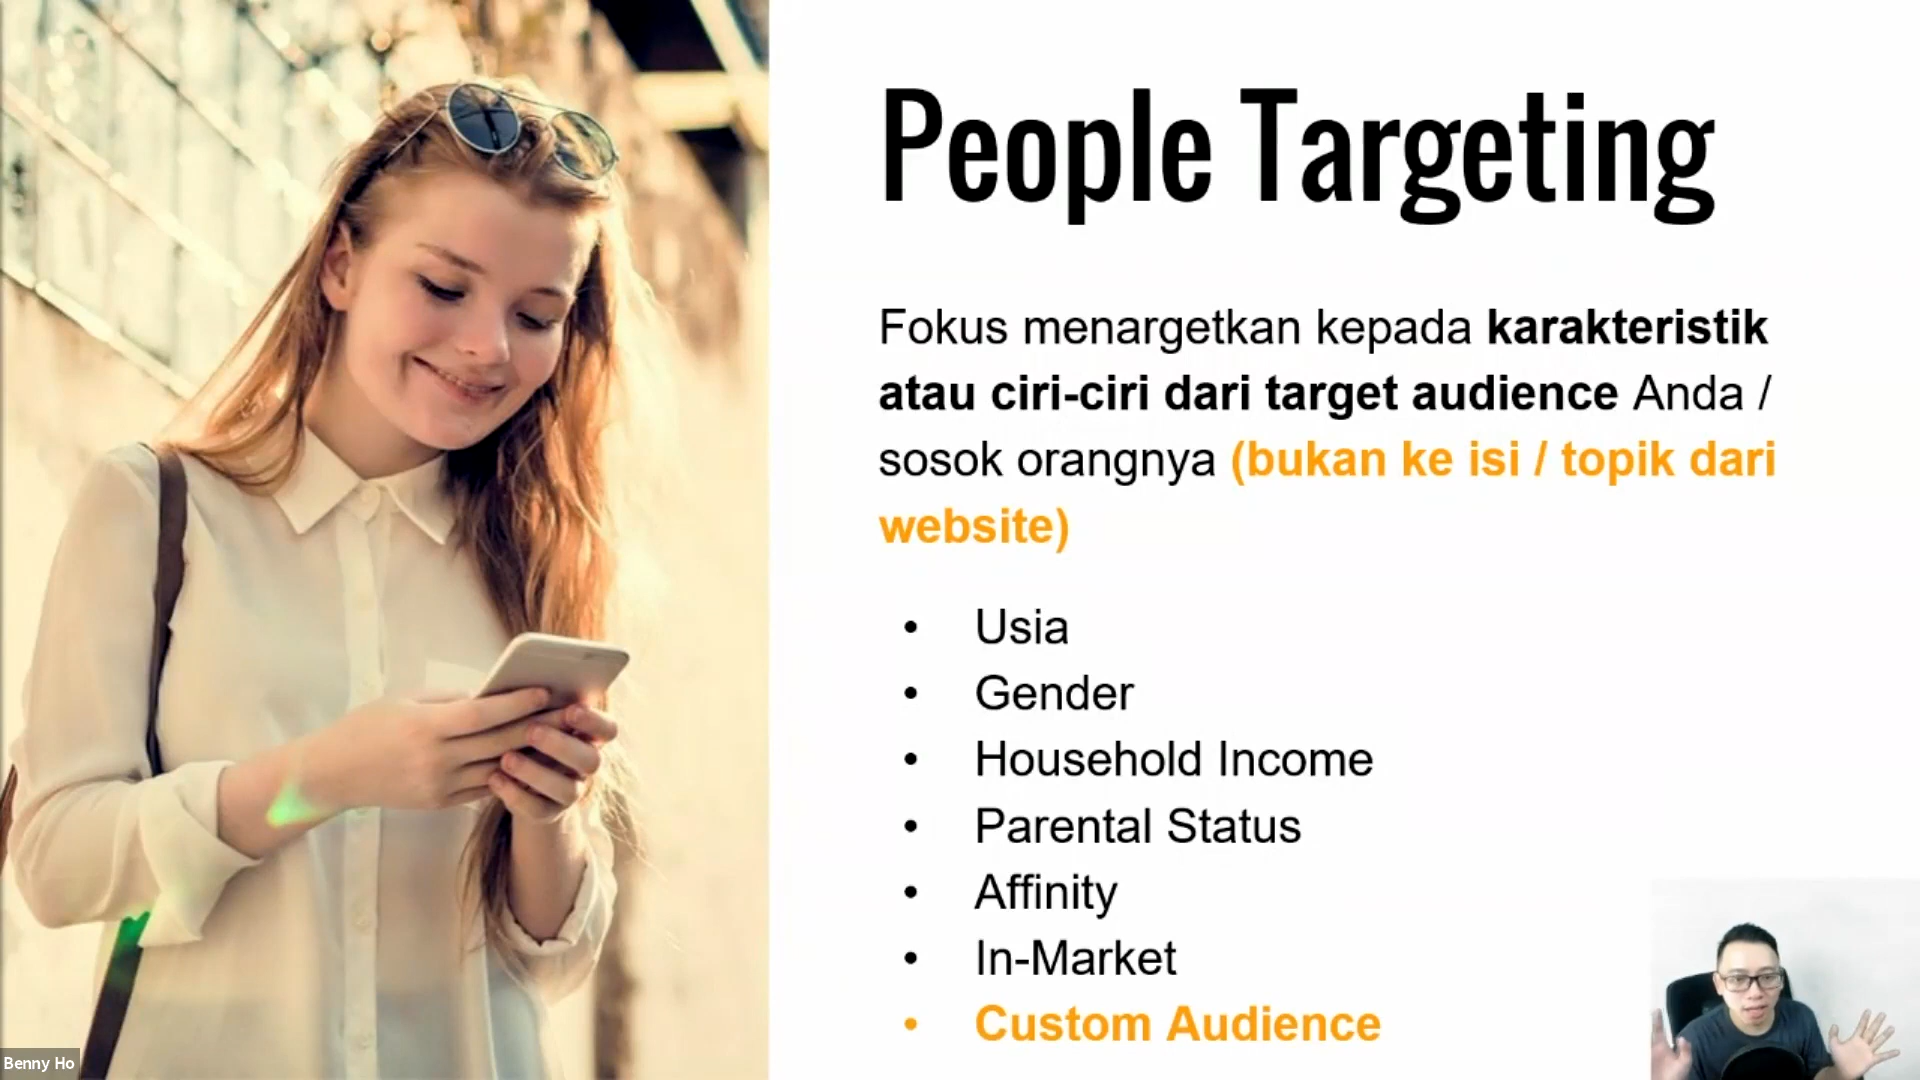 People Targeting
Fokus menargetkan kepada karakteristik
atau ciri-ciri dari target audience Anda /
sosok orangnya (bukan ke isi / topik dari
website)
• Usia
• Gender
• Household Income
• Parental Status
• Affinity
• In-Market
• Custom Audience
Benny Ho